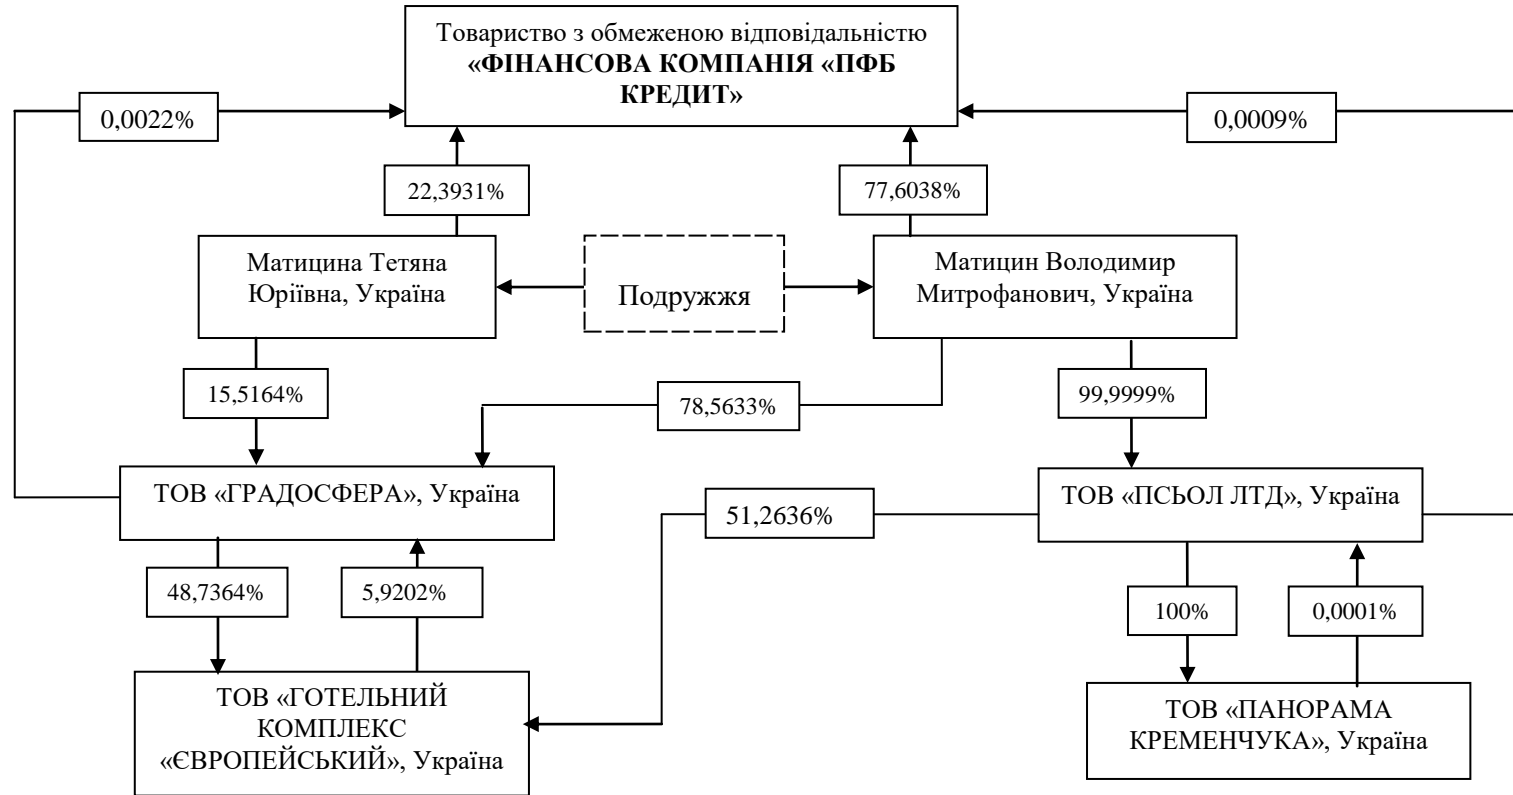 Товариство з обмеженою відповідальністю
«ФІНАНСОВА КОМПАНІЯ «ПФБ
КРЕДИТ»
0,0022%
0,0009%
22,3931%
77,6038%
Матицина Тетяна
Юріївна, Україна
Подружжя
Матицин Володимир
Митрофанович, Україна
15,5164%
78,5633%
99,9999%
ТОВ «ГРАДОСФЕРА», Україна
ТОВ «ПСЬОЛ ЛТД», Україна
51,2636%
48,7364%
5,9202%
100%
0,0001%
ТОВ «ГОТЕЛЬНИЙ
КОМПЛЕКС
«ЄВРОПЕЙСЬКИЙ», Україна
ТОВ «ПАНОРАМА
КРЕМЕНЧУКА», Україна